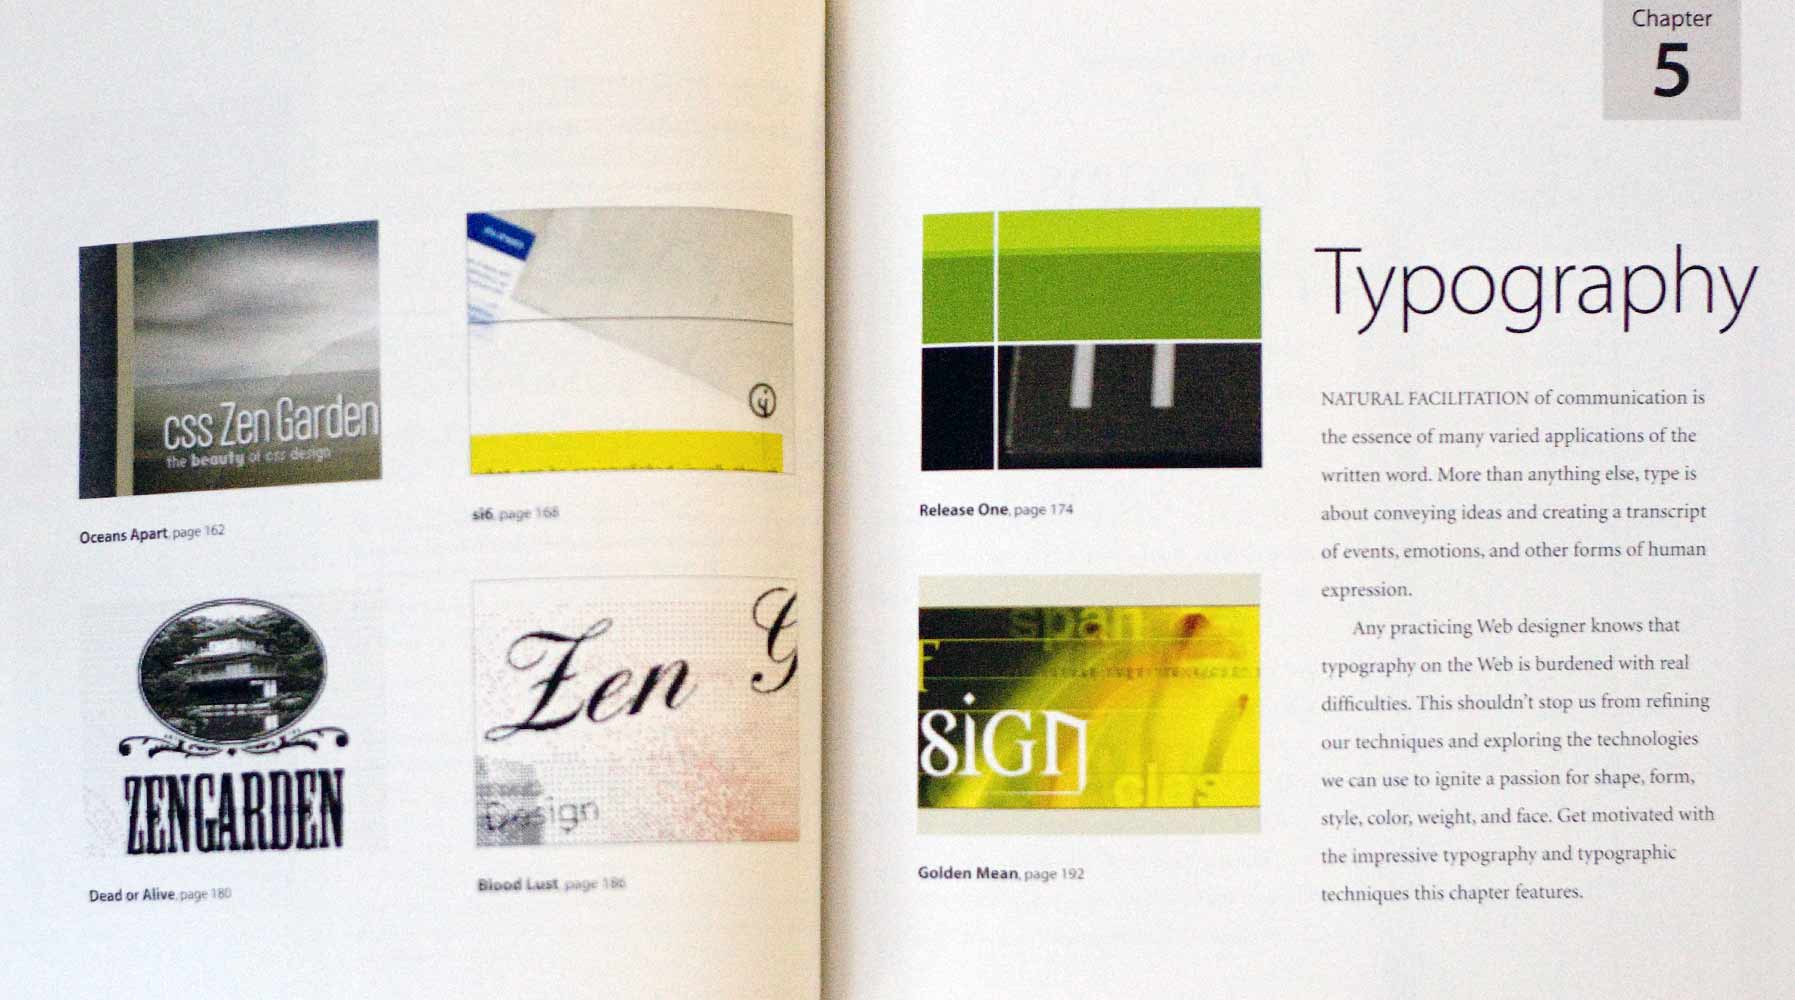 css Zen Garden
the beauty of css design
Oceans Apart, page 162
si6, page 168
ZENGARDEN
Dead or Alive, page 180
Zen G
Design
Blood Lust, page 186
Chapter
5
Release One, page 174
span
F
SIGN
clas
Golden Mean, page 192
Typography
NATURAL FACILITATION of communication is
the essence of many varied applications of the
written word. More than anything else, type is
about conveying ideas and creating a transcript
of events, emotions, and other forms of human
expression.
Any practicing Web designer knows that
typography on the Web is burdened with real
difficulties. This shouldn't stop us from refining
our techniques and exploring the technologies
we can use to ignite a passion for shape, form,
style, color, weight, and face. Get motivated with
the impressive typography and typographic
techniques this chapter features.